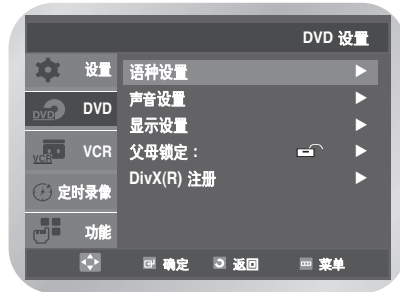 DVD 设置
设置
语种设置
声音设置
DVD
DVD
显示设置
VCR
VCR
父母锁定 :
DivX(R) 注册
定时录像
功能
确定 返回 菜单